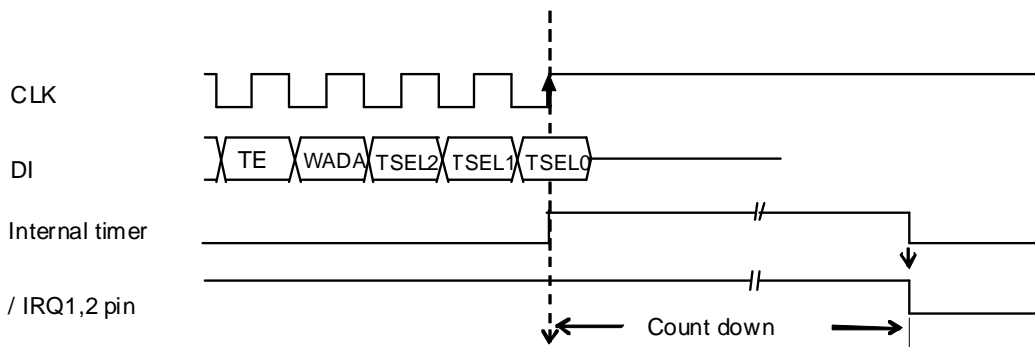 CLK
DI
TE WADA TSEL2 TSEL1 TSEL0
Internal timer
/ IRQ1,2 pin
Count down